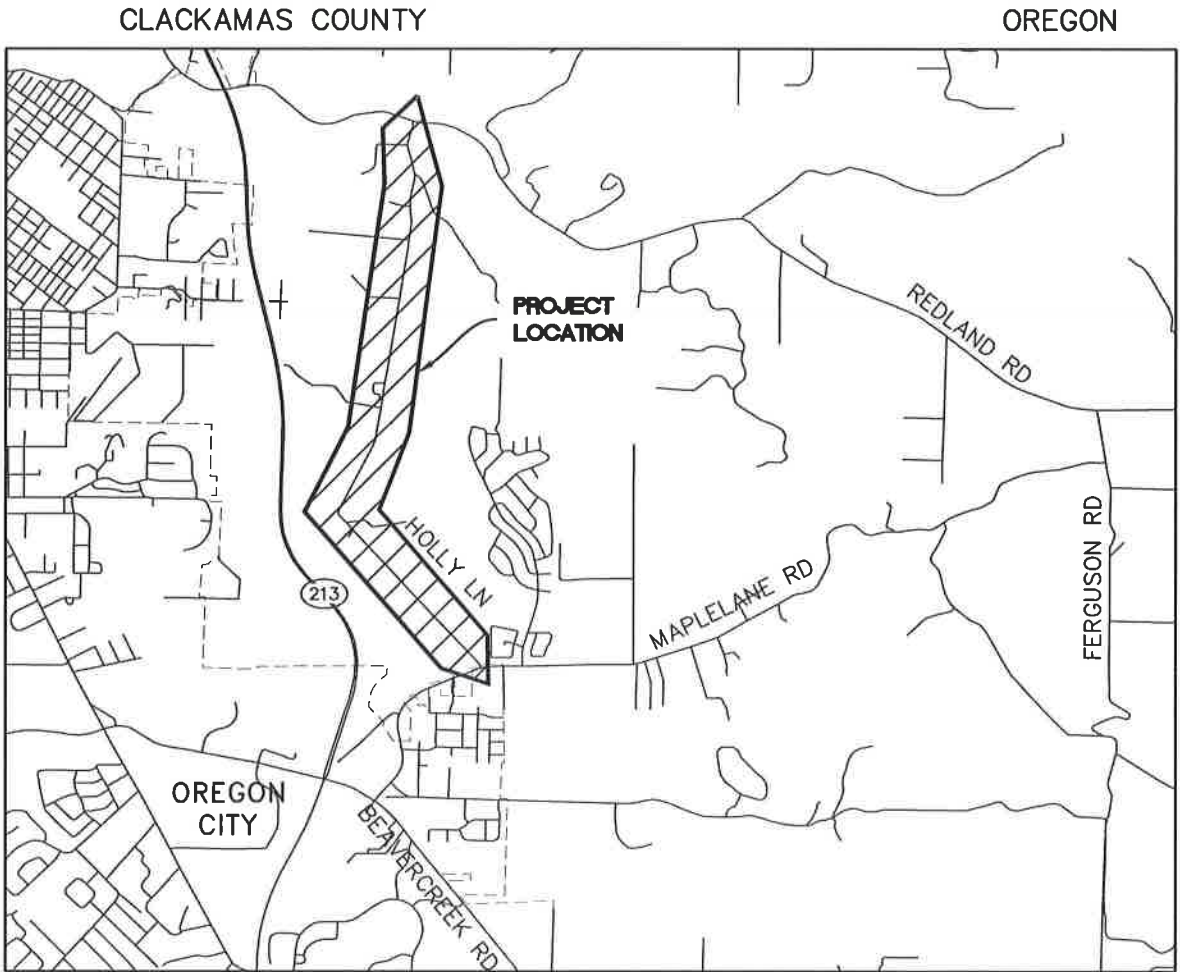 CLACKAMAS COUNTY
OREGON
PROJECT
LOCATION
REDLAND RD
HOLLY LN
213
MAPLELANE RD
FERGUSON RD
OREGON
CITY
BEAVERCREEK RD